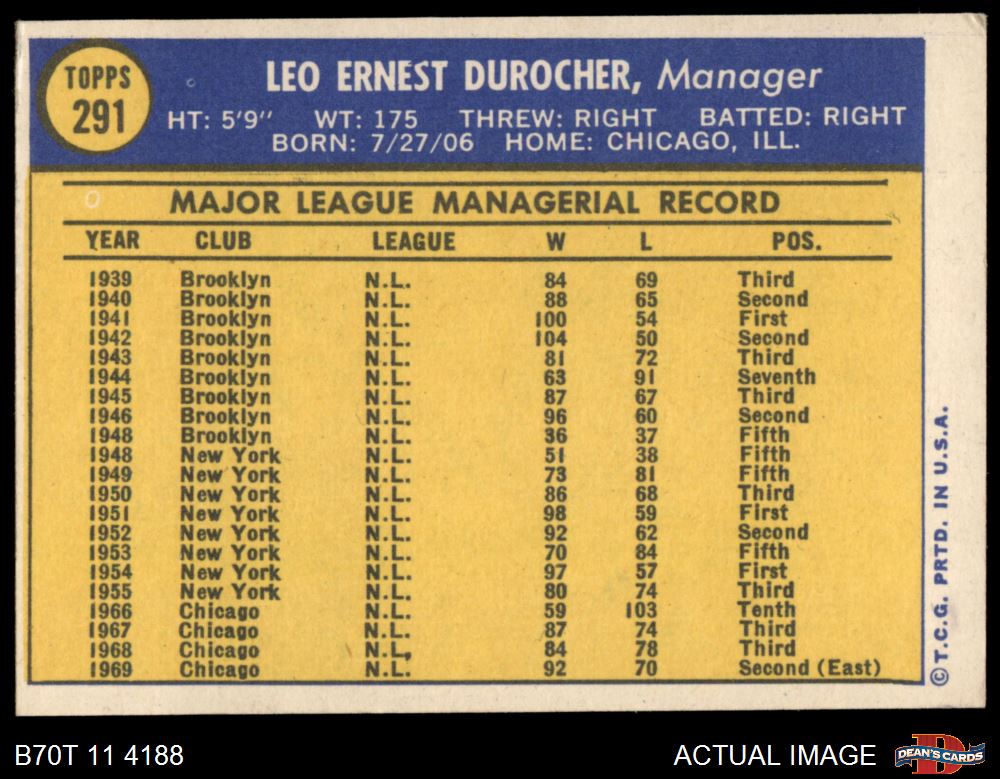 TOPPS
291
LEO ERNEST DUROCHER, Manager
HT: 5'9" WT: 175 THREW: RIGHT BATTED: RIGHT
BORN: 7/27/06 HOME: CHICAGO, ILL.
MAJOR LEAGUE MANAGERIAL RECORD
YEAR CLUB LEAGUE W L POS.
1939 Brooklyn N.L. 84 69 Third
1940 Brooklyn N.L. 88 65 Second
1941 Brooklyn N.L. 100 54 First
1942 Brooklyn N.L. 104 50 Second
1943 Brooklyn N.L. 81 72 Third
1944 Brooklyn N.L. 63 91 Seventh
1945 Brooklyn N.L. 87 67 Third
1946 Brooklyn N.L. 96 60 Second
1948 Brooklyn N.L. 36 37 Fifth
1948 New York N.L. 51 38 Fifth
1949 New York N.L. 73 81 Fifth
1950 New York N.L. 86 68 Third
1951 New York N.L. 98 59 First
1952 New York N.L. 92 62 Second
1953 New York N.L. 70 84 Fifth
1954 New York N.L. 97 57 First
1955 New York N.L. 80 74 Third
1966 Chicago N.L. 59 103 Tenth
1967 Chicago N.L. 87 74 Third
1968 Chicago N.L. 84 78 Third
1969 Chicago N.L. 92 70 Second (East)
© T.C.G. PRTD. IN U.S.A.
B70T 11 4188
ACTUAL IMAGE
D
DEAN'S CARDS